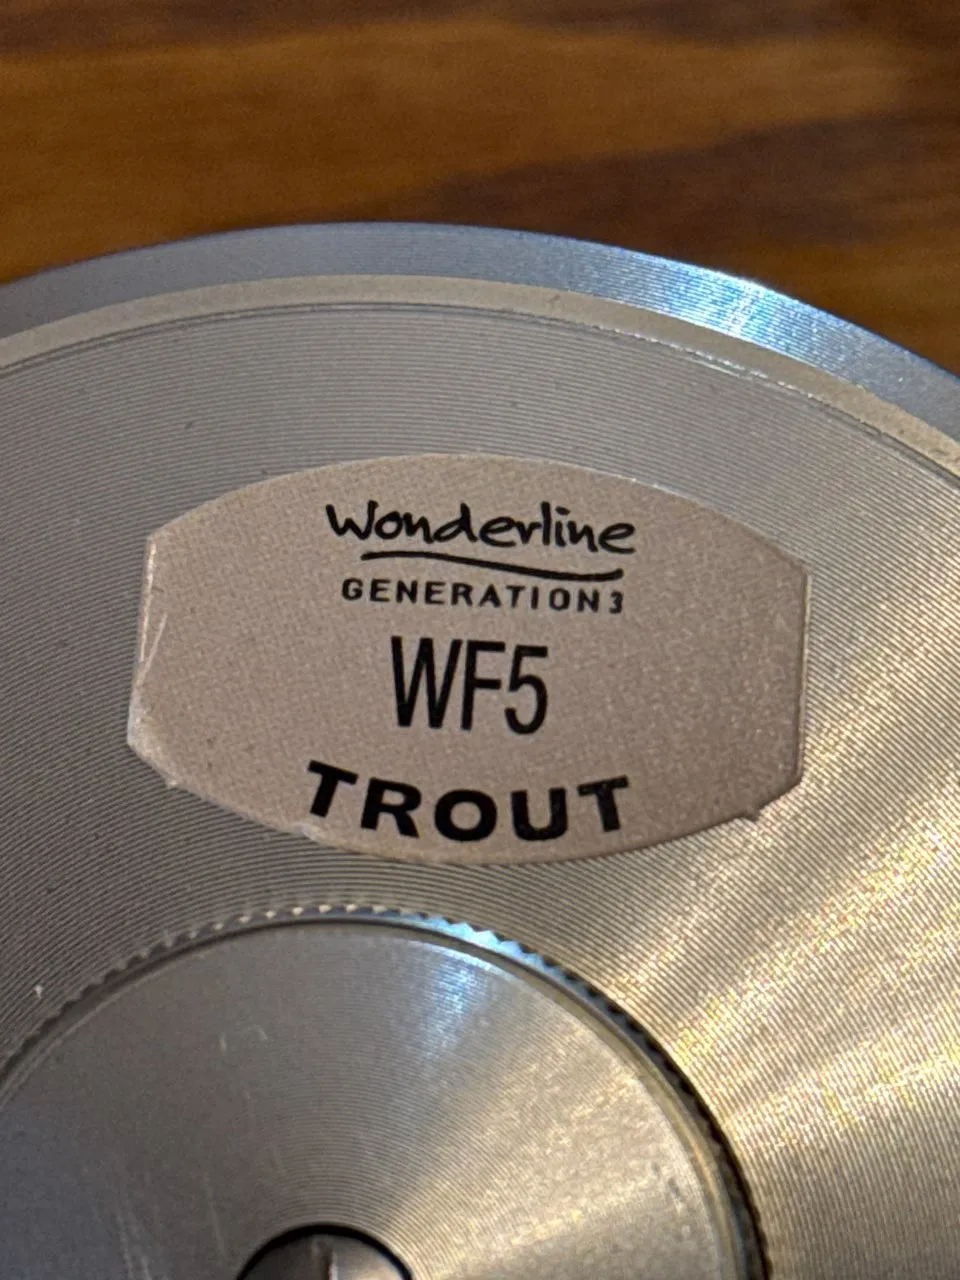 Wonderline
GENERATION3
WF5
TROUT